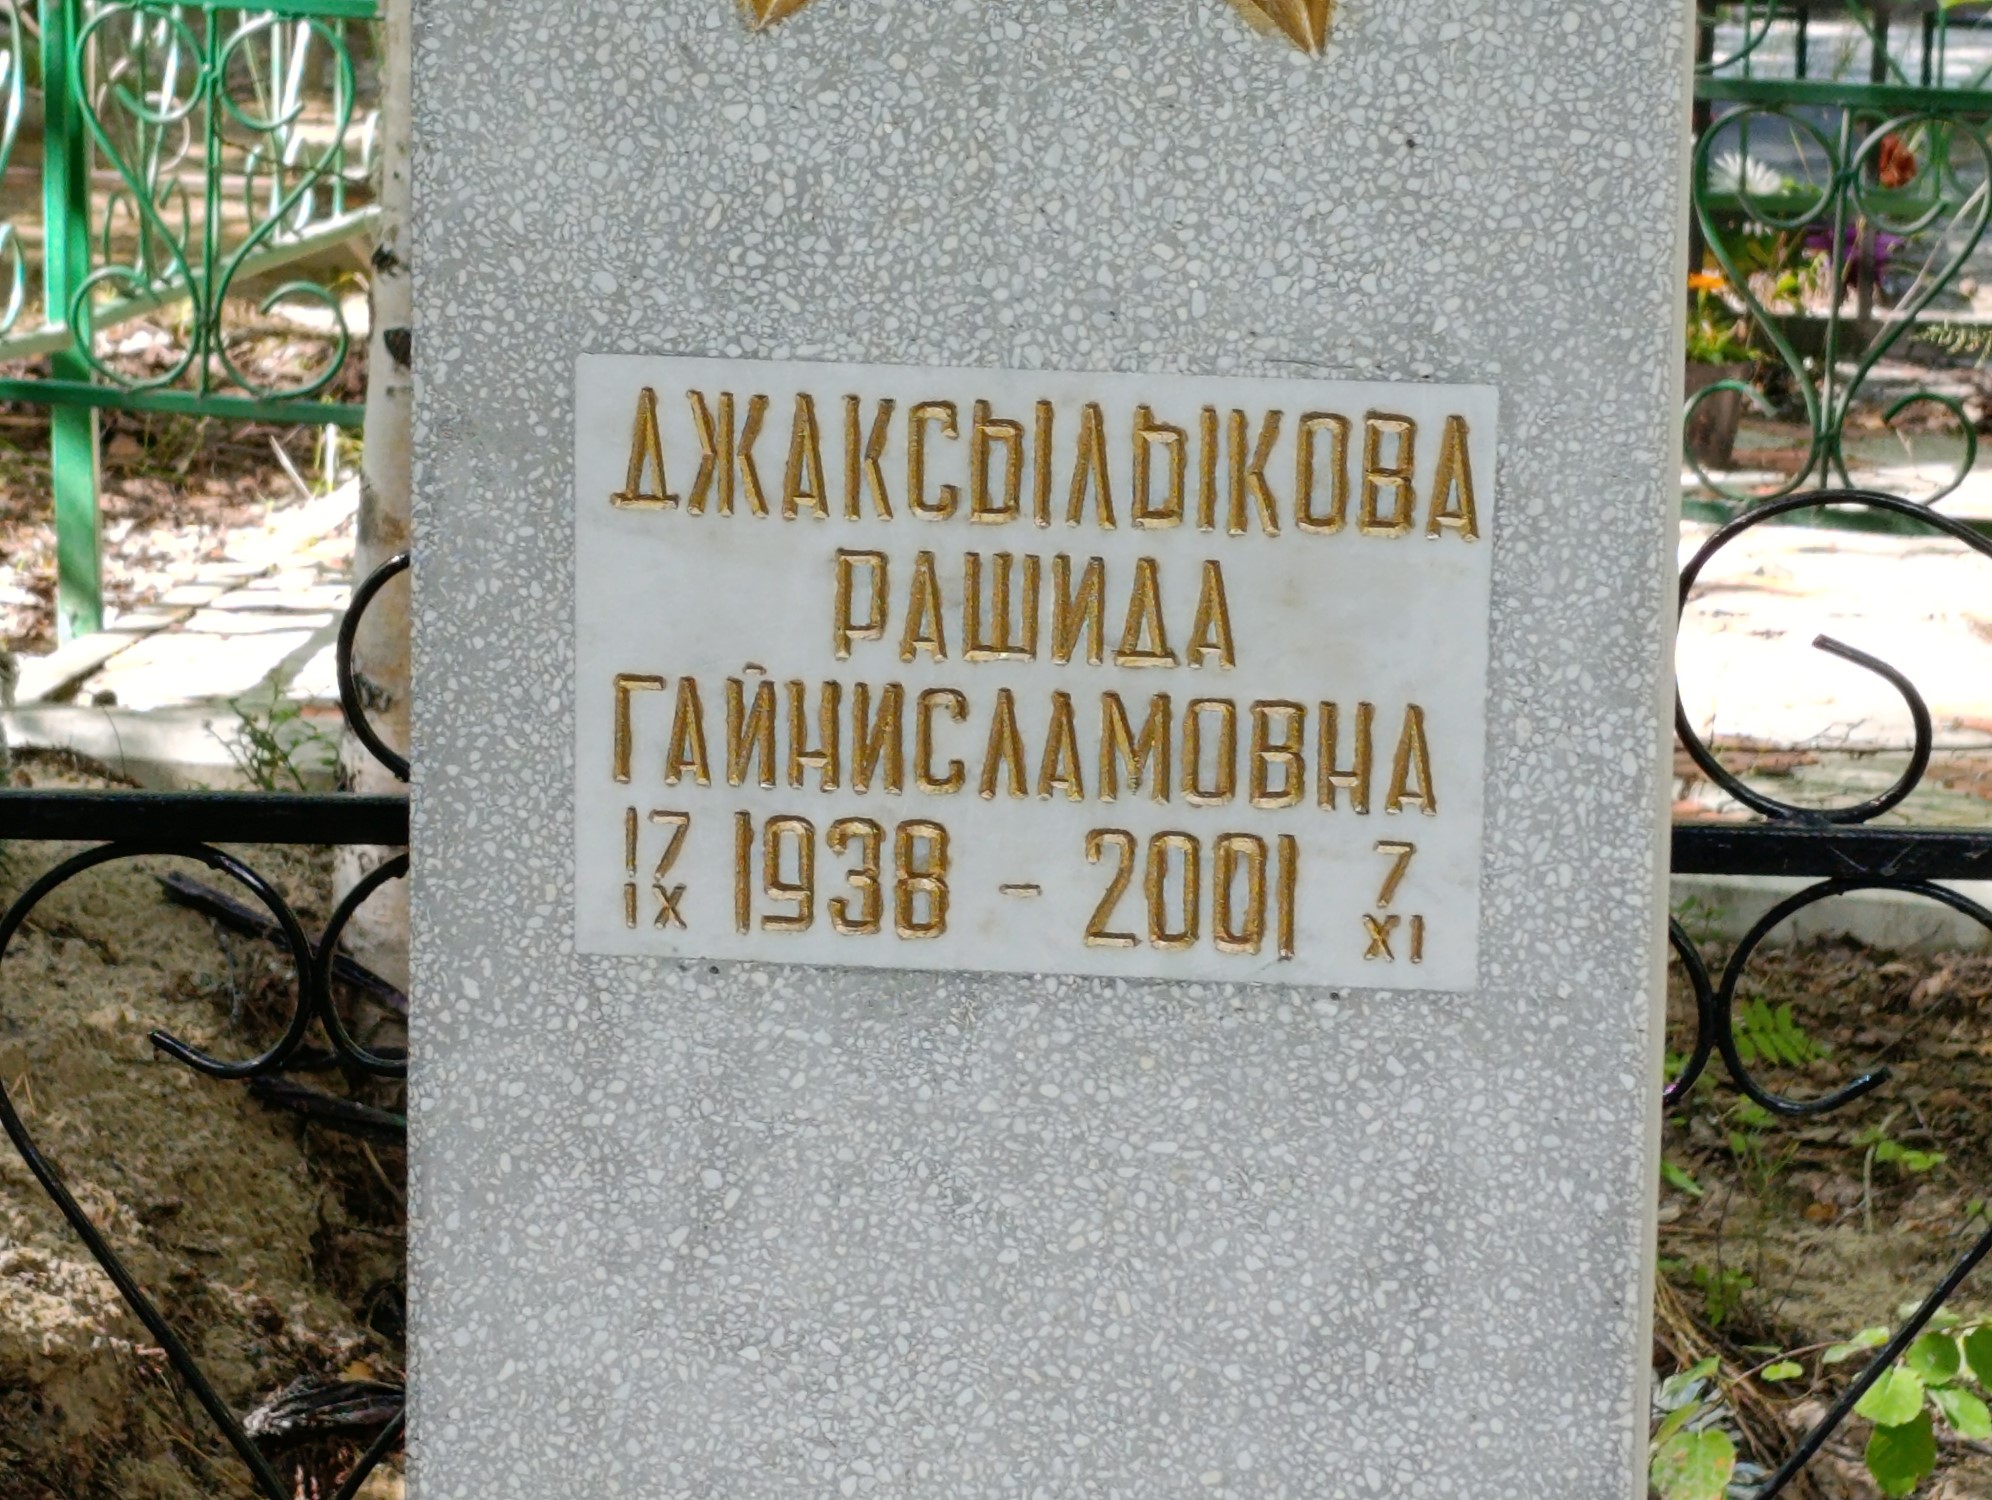 ДЖАКСЫЛЫКОВА
РАШИДА
ГАЙНИСЛАМОВНА
17 IX 1938 - 2001 7 XI